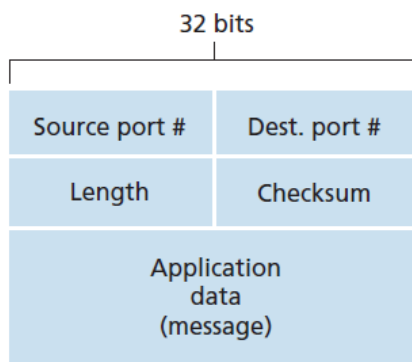 32 bits
Source port #
Dest. port #
Length
Checksum
Application
data
(message)